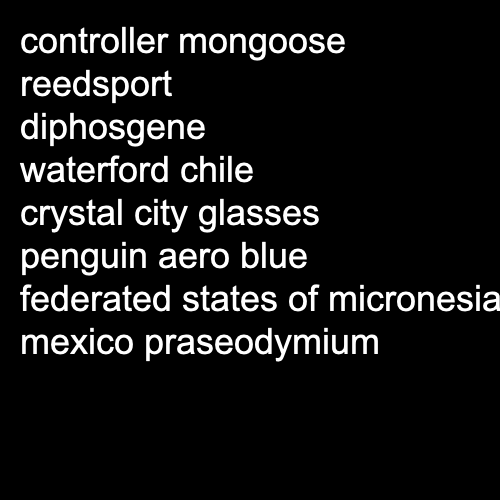 controller mongoose
reedsport
diphosgene
waterford chile
crystal city glasses
penguin aero blue
federated states of micronesia
mexico praseodymium